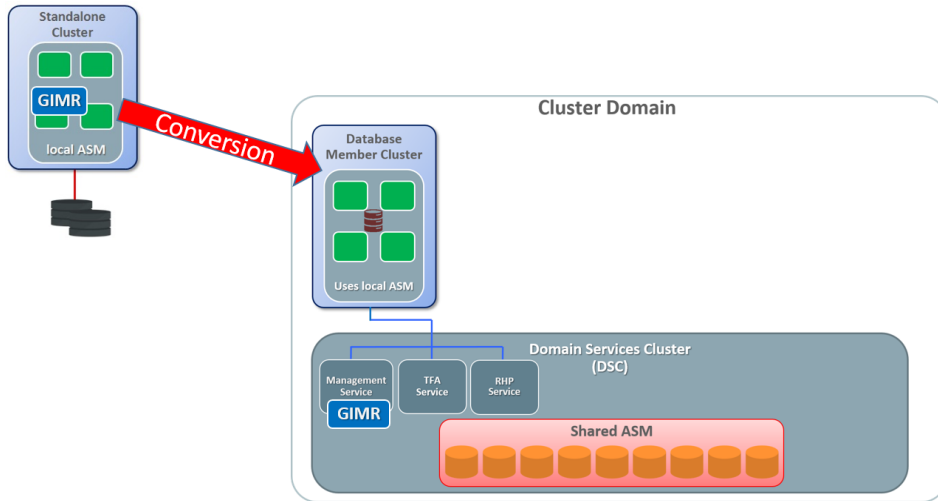 Standalone
Cluster
GIMR
local ASM
Conversion
Cluster Domain
Database
Member Cluster
Uses local ASM
Domain Services Cluster
(DSC)
Management
Service
GIMR
TFA
Service
RHP
Service
Shared ASM